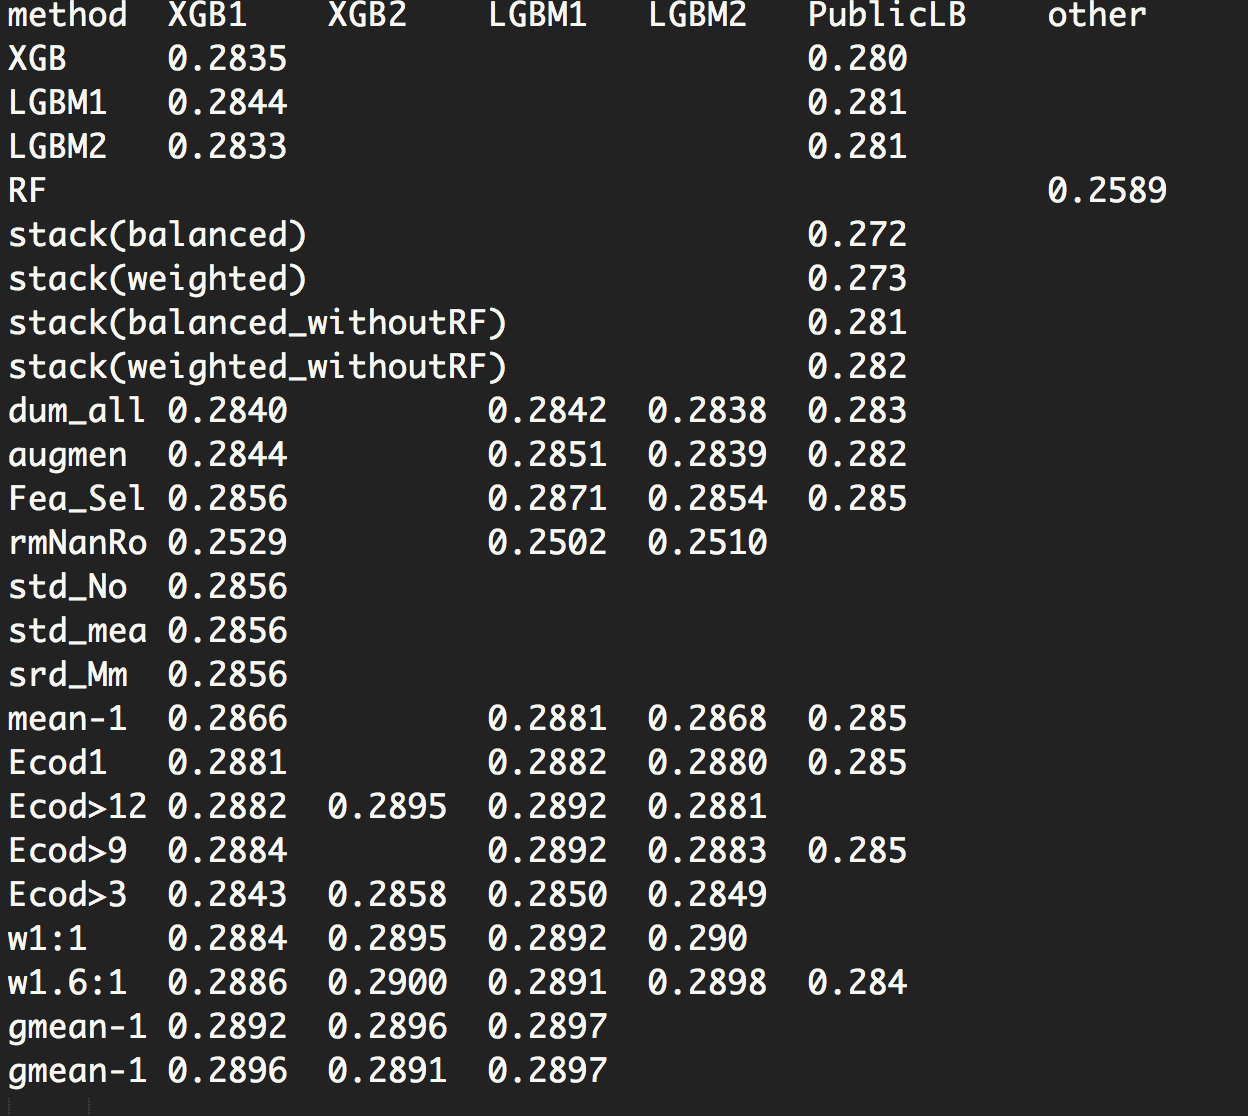 method XGB1 XGB2 LGBM1 LGBM2 PublicLB other
XGB 0.2835 0.280
LGBM1 0.2844 0.281
LGBM2 0.2833 0.281
RF 0.2589
stack(balanced) 0.272
stack(weighted) 0.273
stack(balanced_withoutRF) 0.281
stack(weighted_withoutRF) 0.282
dum_all 0.2840 0.2842 0.2838 0.283
augmen 0.2844 0.2851 0.2839 0.282
Fea_Sel 0.2856 0.2871 0.2854 0.285
rmNanRo 0.2529 0.2502 0.2510
std_No 0.2856
std_mea 0.2856
srd_Mm 0.2856
mean-1 0.2866 0.2881 0.2868 0.285
Ecod1 0.2881 0.2882 0.2880 0.285
Ecod>12 0.2882 0.2895 0.2892 0.2881
Ecod>9 0.2884 0.2892 0.2883 0.285
Ecod>3 0.2843 0.2858 0.2850 0.2849
w1:1 0.2884 0.2895 0.2892 0.290
w1.6:1 0.2886 0.2900 0.2891 0.2898 0.284
gmean-1 0.2892 0.2896 0.2897
gmean-1 0.2896 0.2891 0.2897